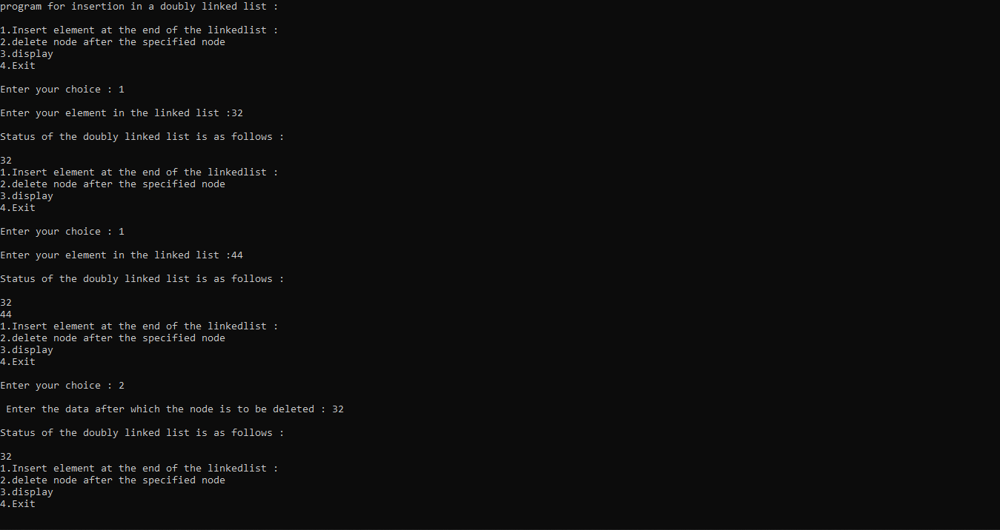 program for insertion in a doubly linked list :
1.Insert element at the end of the linkedlist :
2.delete node after the specified node
3.display
4.Exit
Enter your choice : 1
Enter your element in the linked list :32
Status of the doubly linked list is as follows :
32
1.Insert element at the end of the linkedlist :
2.delete node after the specified node
3.display
4.Exit
Enter your choice : 1
Enter your element in the linked list :44
Status of the doubly linked list is as follows :
32
44
1.Insert element at the end of the linkedlist :
2.delete node after the specified node
3.display
4.Exit
Enter your choice : 2
Enter the data after which the node is to be deleted : 32
Status of the doubly linked list is as follows :
32
1.Insert element at the end of the linkedlist :
2.delete node after the specified node
3.display
4.Exit